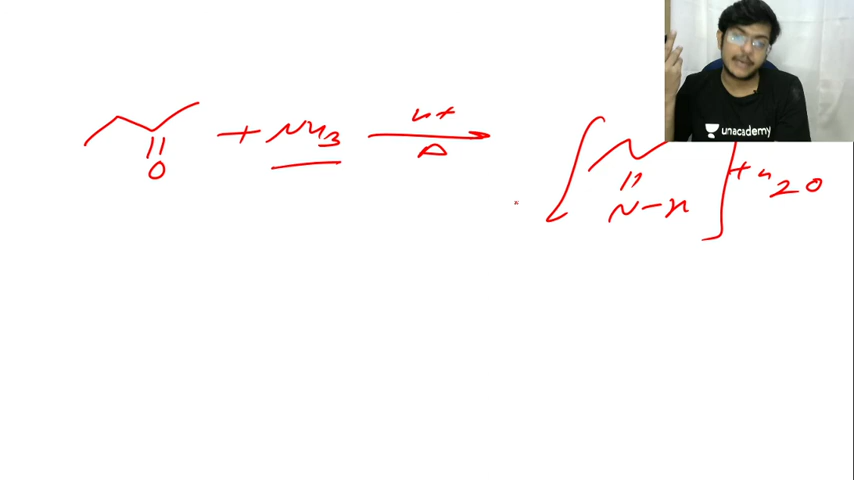 + NH3 H+ Δ
O
[ N-H ] + H2O
unacademy